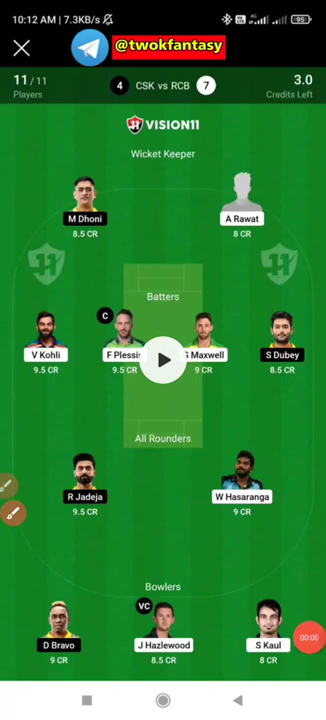 10:12 AM | 7.3KB/s
95
@twokfantasy
11 / 11
Players
4 CSK vs RCB 7
3.0
Credits Left
VISION11
Wicket Keeper
M Dhoni
8.5 CR
A Rawat
8 CR
Batters
V Kohli
9.5 CR
C
F Plessis
9.5 CR
G Maxwell
9 CR
S Dubey
8.5 CR
All Rounders
R Jadeja
9.5 CR
W Hasaranga
9 CR
Bowlers
D Bravo
9 CR
VC
J Hazlewood
8.5 CR
S Kaul
8 CR
00:00